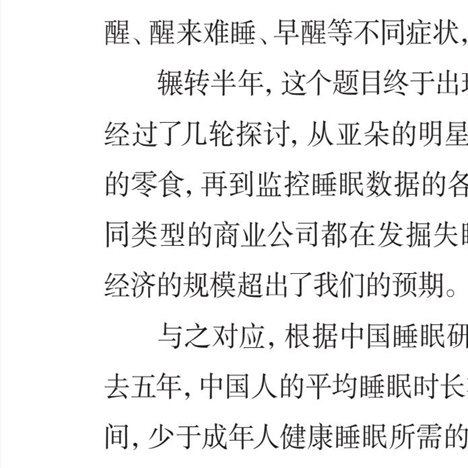 醒、醒来难睡、早醒等不同症状，
辗转半年，这个题目终于出
经过了几轮探讨，从亚朵的明星
的零食，再到监控睡眠数据的各
同类型的商业公司都在发掘失
经济的规模超出了我们的预期。
与之对应，根据中国睡眠研
去五年，中国人的平均睡眠时长
间，少于成年人健康睡眠所需的